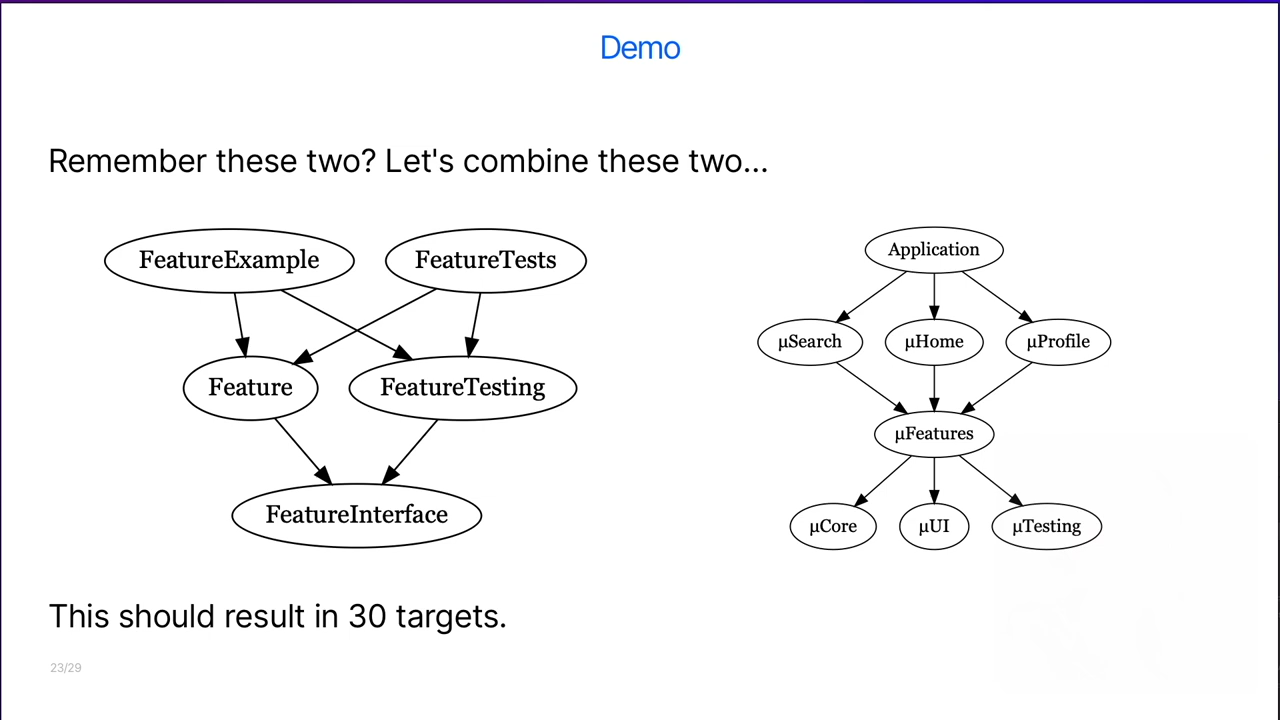 Demo
Remember these two? Let's combine these two...
FeatureExample
FeatureTests
Feature
FeatureTesting
FeatureInterface
Application
µSearch
µHome
µProfile
µFeatures
µCore
µUI
µTesting
This should result in 30 targets.
23/29